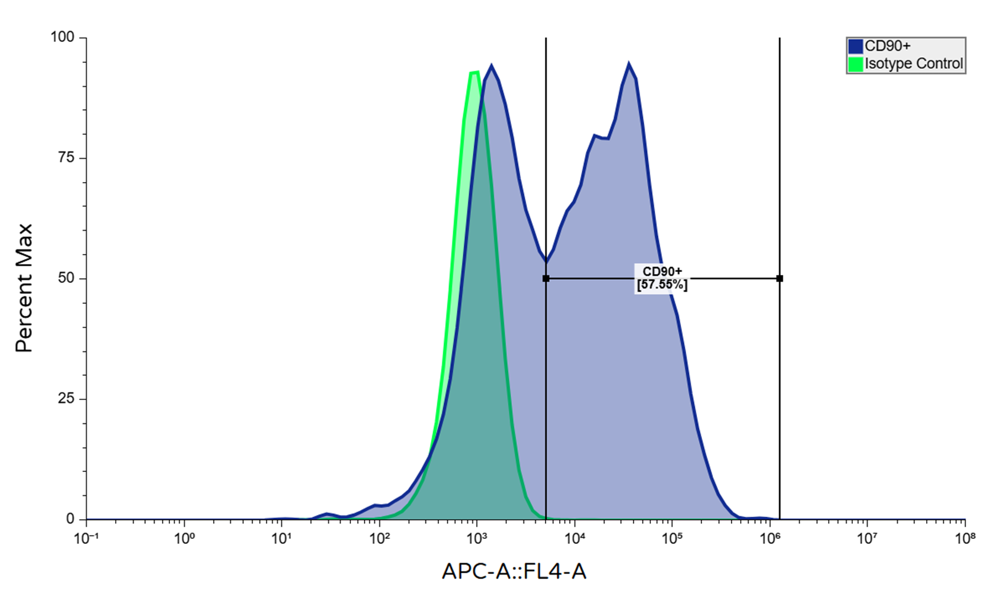 100
75
50
25
0
Percent Max
CD90+
Isotype Control
CD90+
[57.55%]
10⁻¹ 10⁰ 10¹ 10² 10³ 10⁴ 10⁵ 10⁶ 10⁷ 10⁸
APC-A::FL4-A